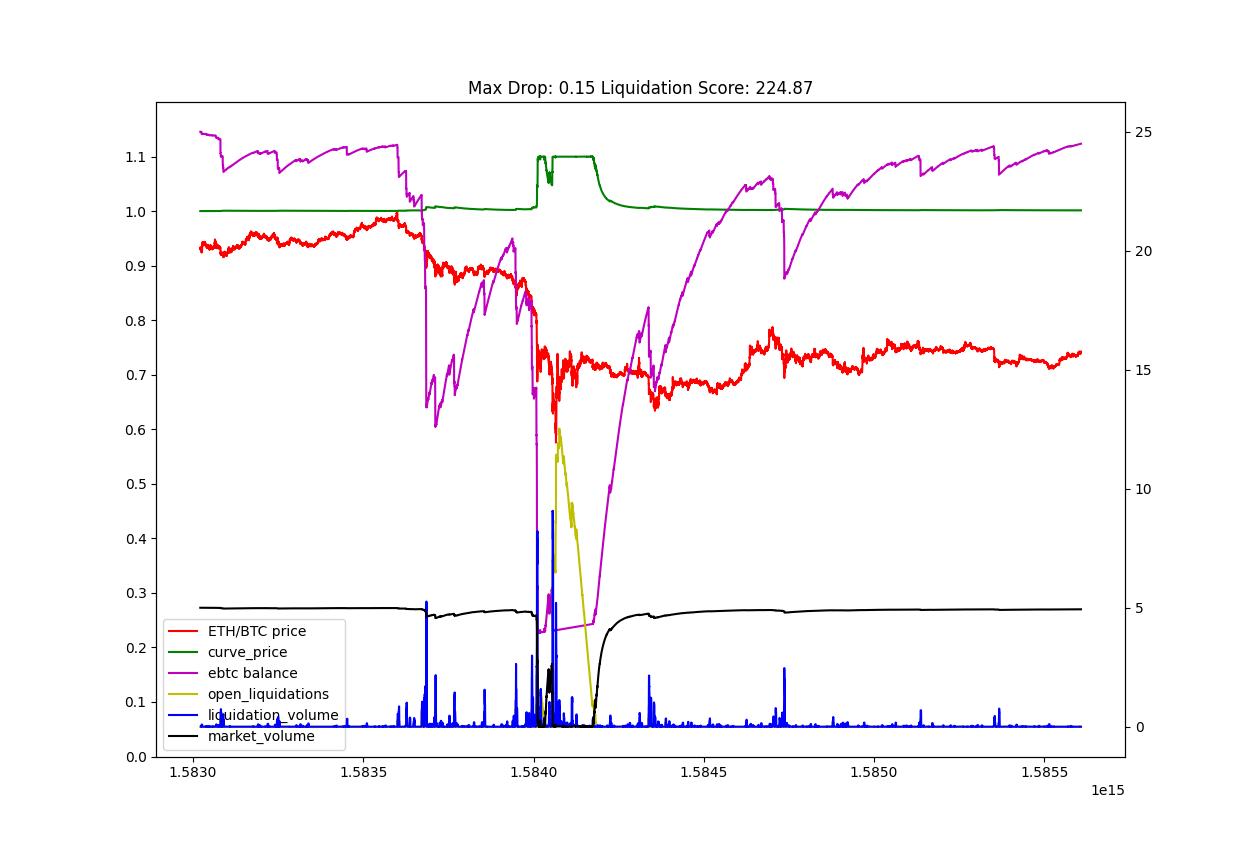 Max Drop: 0.15 Liquidation Score: 224.87
1.1
1.0
0.9
0.8
0.7
0.6
0.5
0.4
0.3
0.2
0.1
0.0
25
20
15
10
5
0
ETH/BTC price
curve_price
ebtc balance
open_liquidations
liquidation_volume
market_volume
1.5830 1.5835 1.5840 1.5845 1.5850 1.5855
1e15